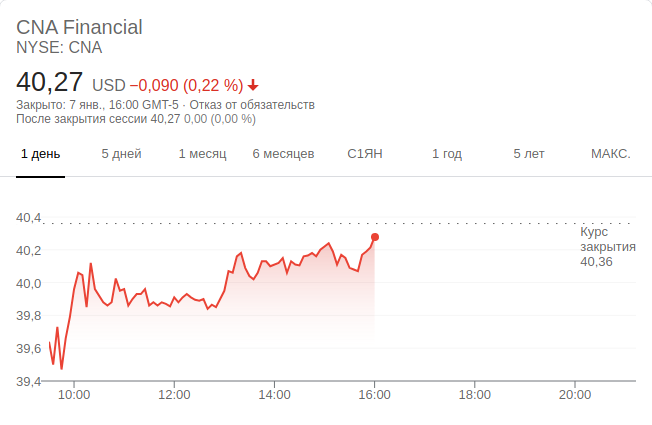 CNA Financial
NYSE: CNA
40,27 USD −0,090 (0,22 %)
Закрыто: 7 янв., 16:00 GMT-5 · Отказ от обязательств
После закрытия сессии 40,27 0,00 (0,00 %)
1 день 5 дней 1 месяц 6 месяцев С1ЯН 1 год 5 лет МАКС.
40,4
Курс
закрытия
40,36
40,2
40,0
39,8
39,6
39,4
10:00 12:00 14:00 16:00 18:00 20:00